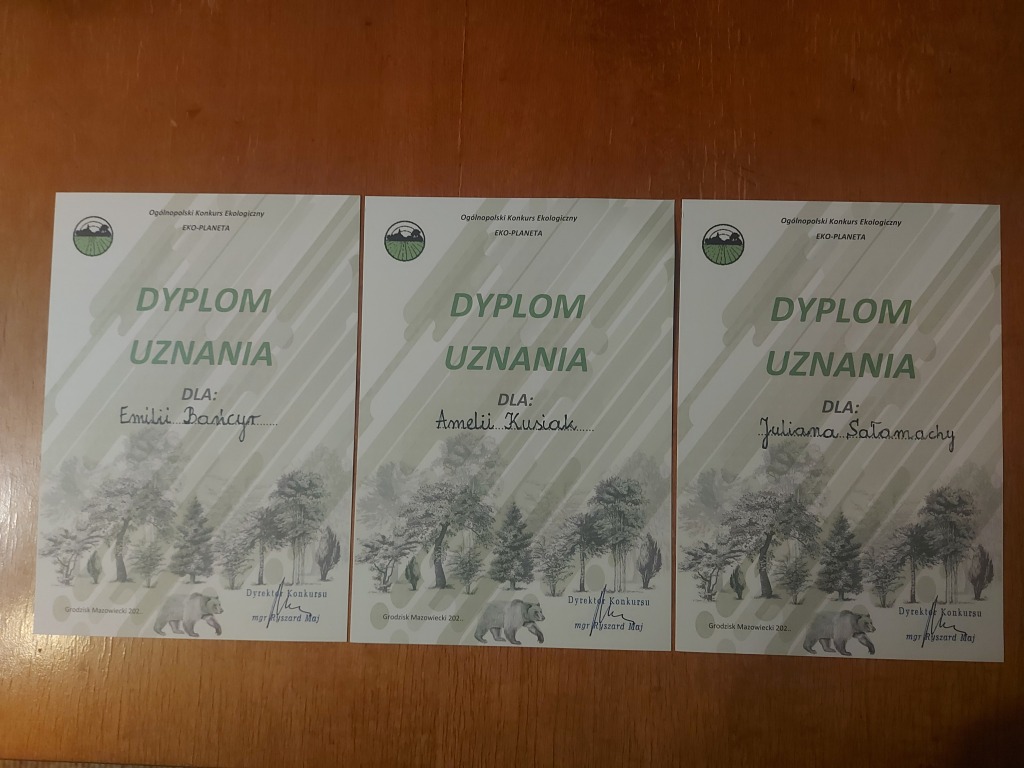 Ogólnopolski Konkurs Ekologiczny
EKO-PLANETA
DYPLOM
UZNANIA
DLA:
Emilii Bańcyr
Grodzisk Mazowiecki 202..
Dyrektor Konkursu
mgr Ryszard Maj
Ogólnopolski Konkurs Ekologiczny
EKO-PLANETA
DYPLOM
UZNANIA
DLA:
Amelii Kusiak
Grodzisk Mazowiecki 202..
Dyrektor Konkursu
mgr Ryszard Maj
Ogólnopolski Konkurs Ekologiczny
EKO-PLANETA
DYPLOM
UZNANIA
DLA:
Juliana Sałamachy
Grodzisk Mazowiecki 202..
Dyrektor Konkursu
mgr Ryszard Maj